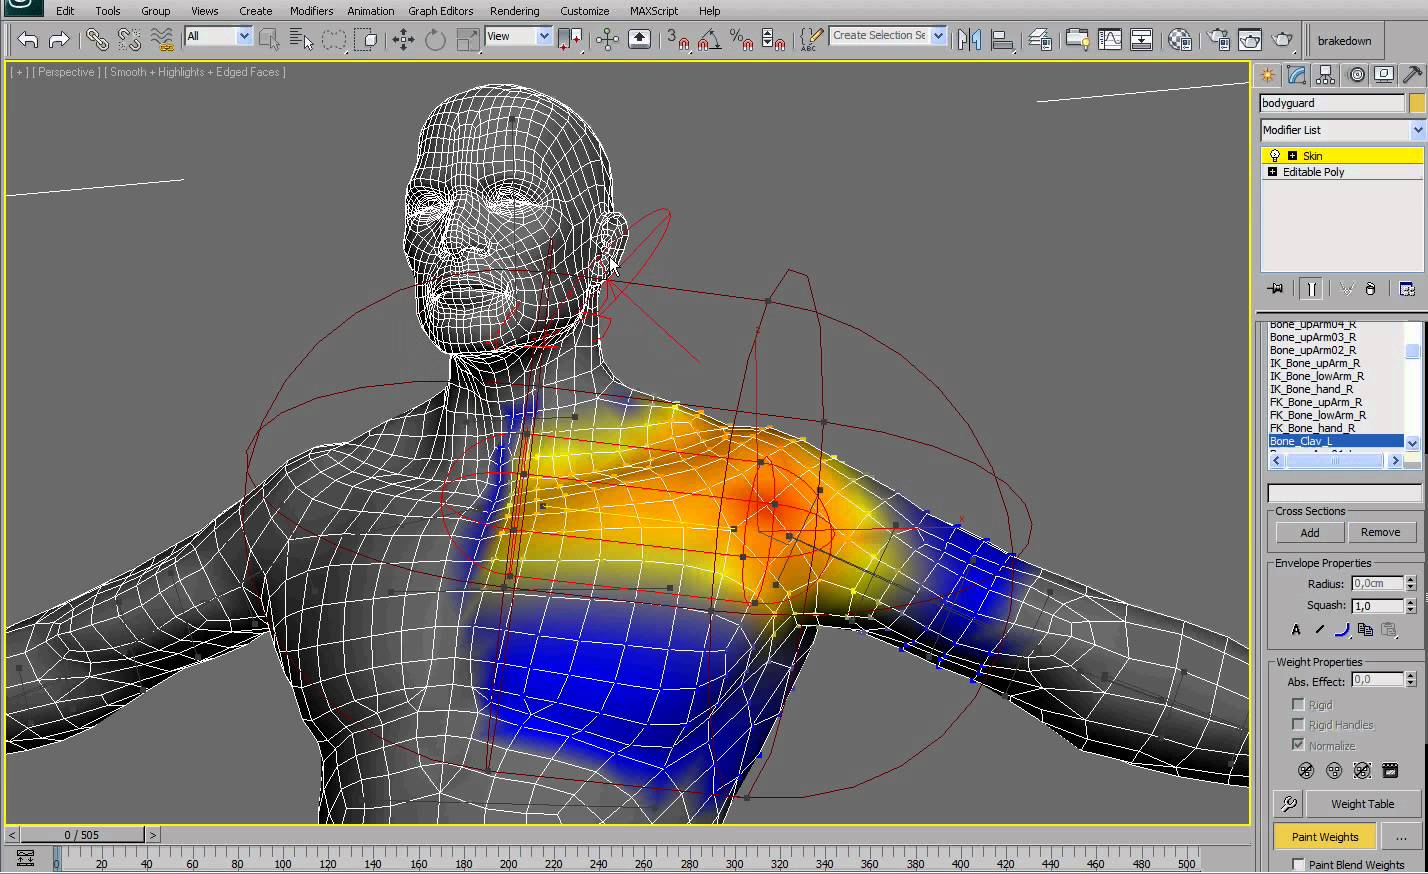 Edit Tools Group Views Create Modifiers Animation Graph Editors Rendering Customize MAXScript Help
All View 3 % ABC Create Selection Se brakedown
[ + ] [ Perspective ] [ Smooth + Highlights + Edged Faces ]
bodyguard
Modifier List
Skin
Editable Poly
Bone_upArm04_R
Bone_upArm03_R
Bone_upArm02_R
IK_Bone_upArm_R
IK_Bone_lowArm_R
IK_Bone_hand_R
FK_Bone_upArm_R
FK_Bone_lowArm_R
FK_Bone_hand_R
Bone_Clav_L
Cross Sections
Add Remove
Envelope Properties
Radius: 0,0cm
Squash: 1,0
A
Weight Properties
Abs. Effect: 0,0
Rigid
Rigid Handles
Normalize
Weight Table
Paint Weights ...
Paint Blend Weights
z
x
< 0 / 505 >
0 20 40 60 80 100 120 140 160 180 200 220 240 260 280 300 320 340 360 380 400 420 440 460 480 500